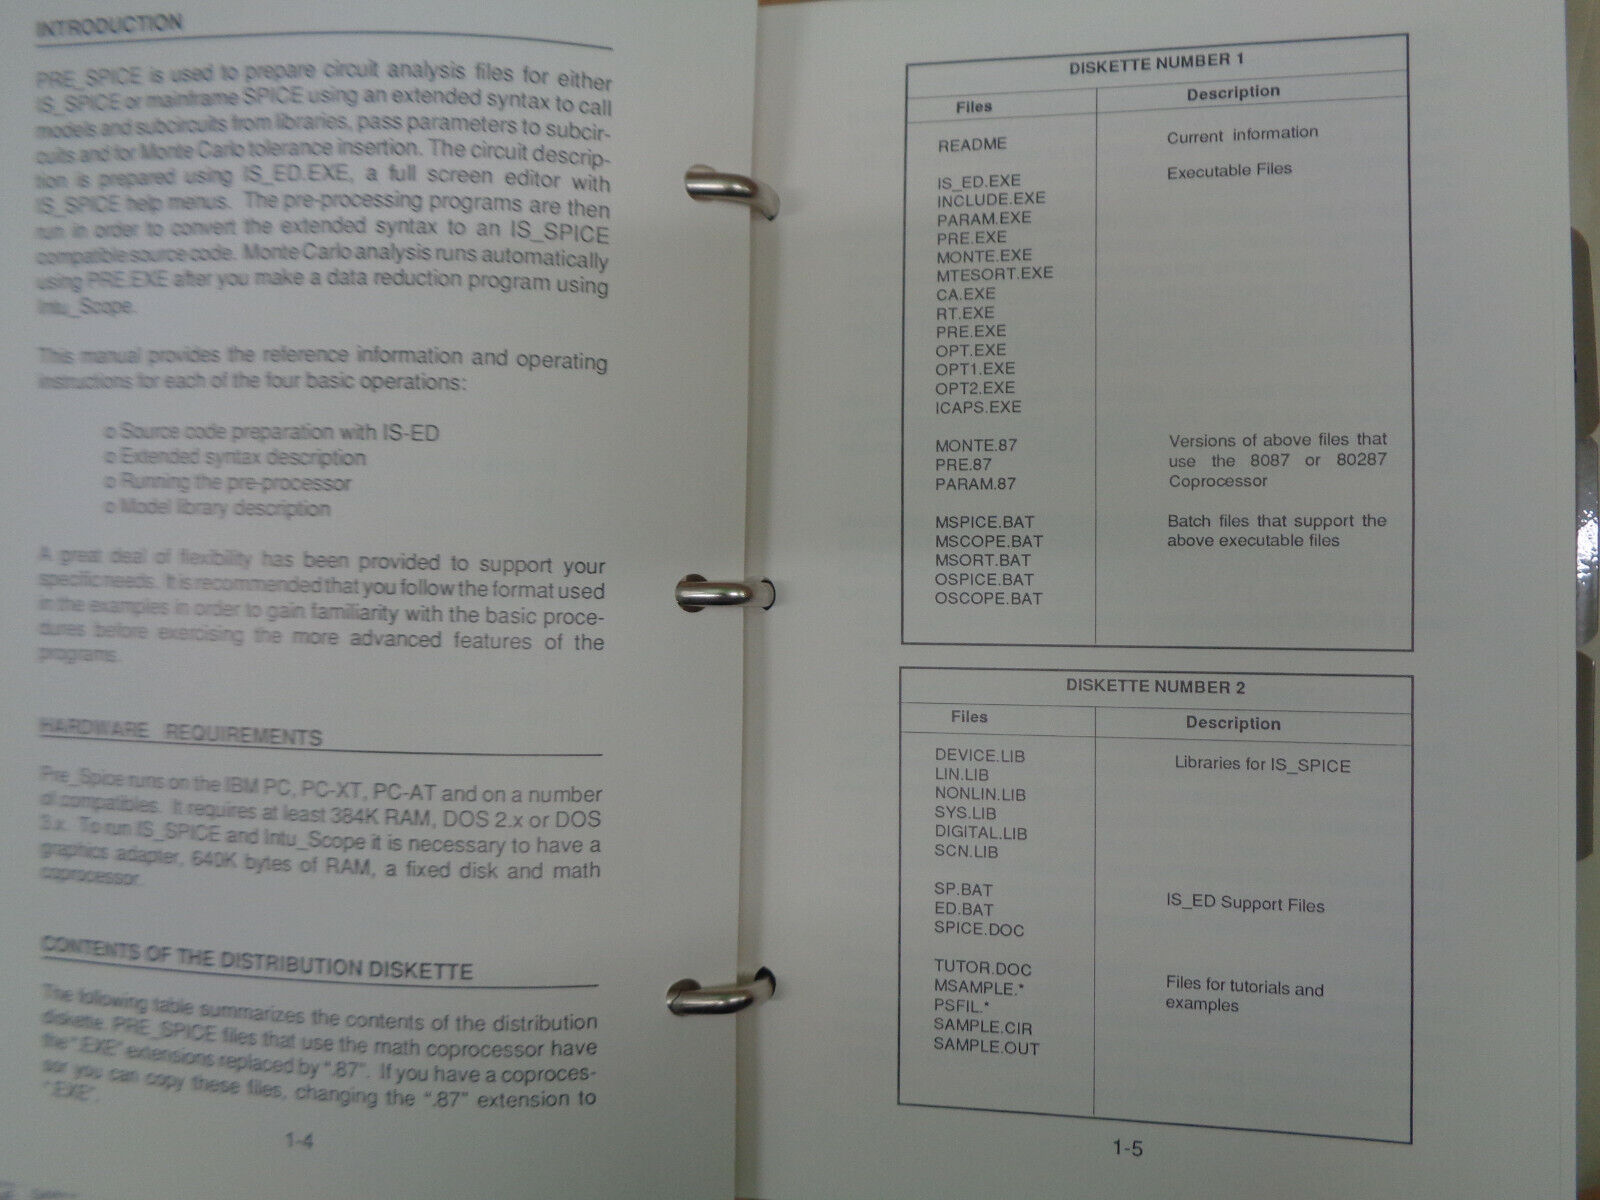 INTRODUCTION
PRE_SPICE is used to prepare circuit analysis files for either
IS_SPICE or mainframe SPICE using an extended syntax to call
models and subcircuits from libraries, pass parameters to subcir-
cuits and for Monte Carlo tolerance insertion. The circuit descrip-
tion is prepared using IS_ED.EXE, a full screen editor with
IS_SPICE help menus. The pre-processing programs are then
run in order to convert the extended syntax to an IS_SPICE
compatible source code. Monte Carlo analysis runs automatically
using PRE.EXE after you make a data reduction program using
Intu_Scope.
This manual provides the reference information and operating
instructions for each of the four basic operations:
o Source code preparation with IS-ED
o Extended syntax description
o Running the pre-processor
o Model library description
A great deal of flexibility has been provided to support your
specific needs. It is recommended that you follow the format used
in the examples in order to gain familiarity with the basic proce-
dures before exercising the more advanced features of the
programs.
HARDWARE REQUIREMENTS
Pre_Spice runs on the IBM PC, PC-XT, PC-AT and on a number
of compatibles. It requires at least 384K RAM, DOS 2.x or DOS
3.x. To run IS_SPICE and Intu_Scope it is necessary to have a
graphics adapter, 640K bytes of RAM, a fixed disk and math
coprocessor.
CONTENTS OF THE DISTRIBUTION DISKETTE
The following table summarizes the contents of the distribution
diskette. PRE_SPICE files that use the math coprocessor have
the ".EXE" extensions replaced by ".87". If you have a coproces-
sor you can copy these files, changing the ".87" extension to
".EXE".
1-4
DISKETTE NUMBER 1
Files Description
README Current information
IS_ED.EXE Executable Files
INCLUDE.EXE
PARAM.EXE
PRE.EXE
MONTE.EXE
MTESORT.EXE
CA.EXE
RT.EXE
PRE.EXE
OPT.EXE
OPT1.EXE
OPT2.EXE
ICAPS.EXE
MONTE.87 Versions of above files that
PRE.87 use the 8087 or 80287
PARAM.87 Coprocessor
MSPICE.BAT Batch files that support the
MSCOPE.BAT above executable files
MSORT.BAT
OSPICE.BAT
OSCOPE.BAT
DISKETTE NUMBER 2
Files Description
DEVICE.LIB Libraries for IS_SPICE
LIN.LIB
NONLIN.LIB
SYS.LIB
DIGITAL.LIB
SCN.LIB
SP.BAT IS_ED Support Files
ED.BAT
SPICE.DOC
TUTOR.DOC Files for tutorials and
MSAMPLE.* examples
PSFIL.*
SAMPLE.CIR
SAMPLE.OUT
1-5